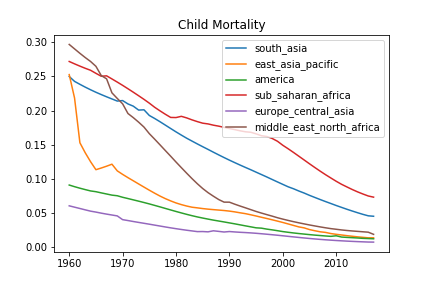 Child Mortality
0.30
0.25
0.20
0.15
0.10
0.05
0.00
south_asia
east_asia_pacific
america
sub_saharan_africa
europe_central_asia
middle_east_north_africa
1960 1970 1980 1990 2000 2010